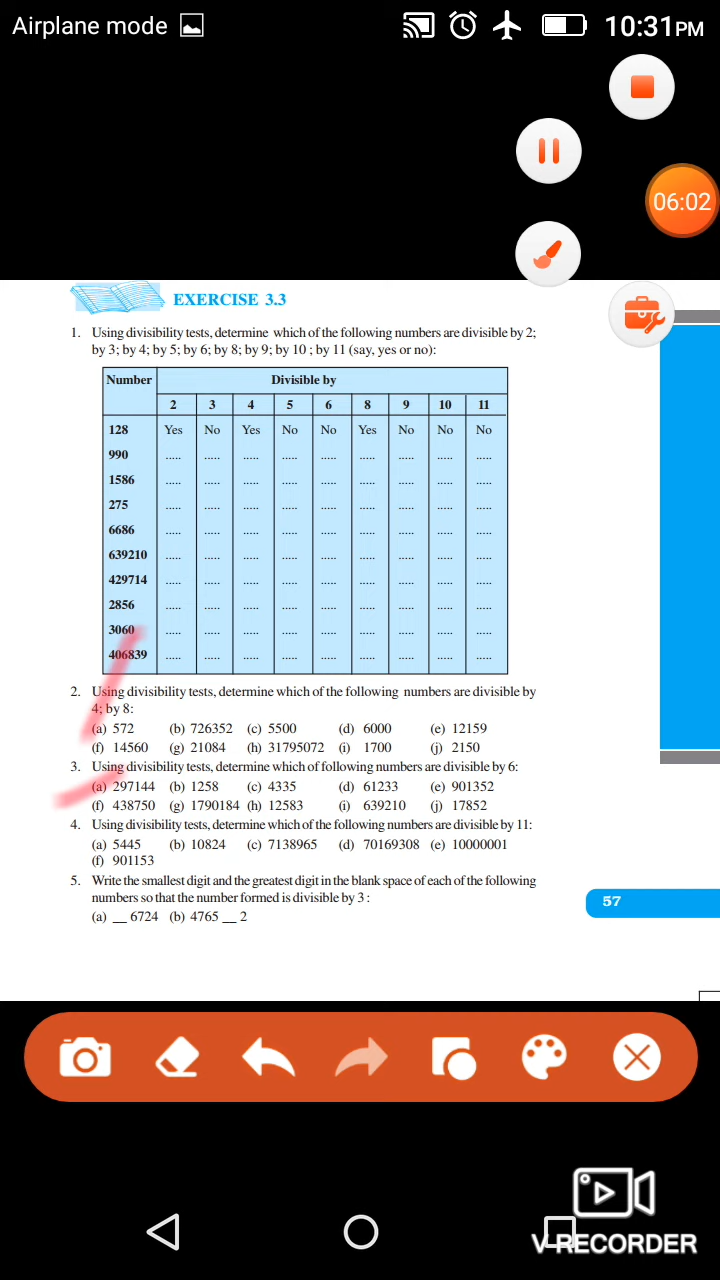 Airplane mode 10:31PM
06:02
EXERCISE 3.3
1. Using divisibility tests, determine which of the following numbers are divisible by 2;
by 3; by 4; by 5; by 6; by 8; by 9; by 10 ; by 11 (say, yes or no):
Number Divisible by
2 3 4 5 6 8 9 10 11
128 Yes No Yes No No Yes No No No
990 ..... ..... ..... ..... ..... ..... ..... ..... .....
1586 ..... ..... ..... ..... ..... ..... ..... ..... .....
275 ..... ..... ..... ..... ..... ..... ..... ..... .....
6686 ..... ..... ..... ..... ..... ..... ..... ..... .....
639210 ..... ..... ..... ..... ..... ..... ..... ..... .....
429714 ..... ..... ..... ..... ..... ..... ..... ..... .....
2856 ..... ..... ..... ..... ..... ..... ..... ..... .....
3060 ..... ..... ..... ..... ..... ..... ..... ..... .....
406839 ..... ..... ..... ..... ..... ..... ..... ..... .....
2. Using divisibility tests, determine which of the following numbers are divisible by
4; by 8:
(a) 572 (b) 726352 (c) 5500 (d) 6000 (e) 12159
(f) 14560 (g) 21084 (h) 31795072 (i) 1700 (j) 2150
3. Using divisibility tests, determine which of following numbers are divisible by 6:
(a) 297144 (b) 1258 (c) 4335 (d) 61233 (e) 901352
(f) 438750 (g) 1790184 (h) 12583 (i) 639210 (j) 17852
4. Using divisibility tests, determine which of the following numbers are divisible by 11:
(a) 5445 (b) 10824 (c) 7138965 (d) 70169308 (e) 10000001
(f) 901153
5. Write the smallest digit and the greatest digit in the blank space of each of the following
numbers so that the number formed is divisible by 3 :
(a) __ 6724 (b) 4765 __ 2
57
V RECORDER